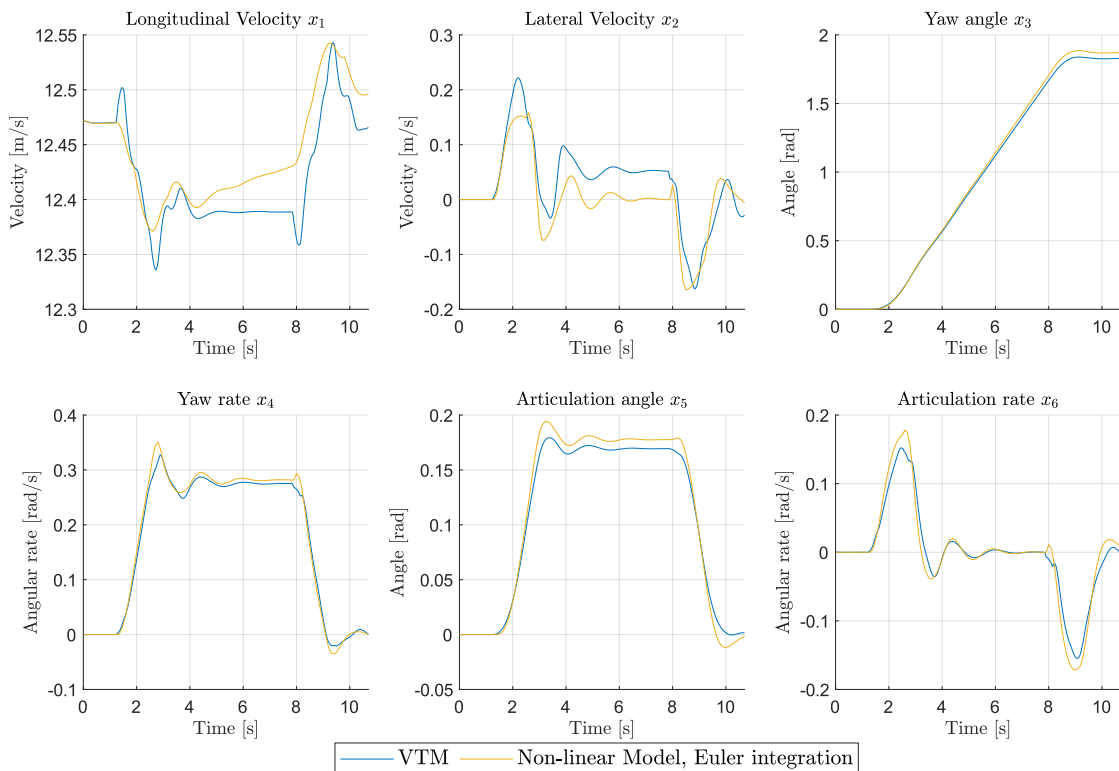 Longitudinal Velocity x₁
Velocity [m/s]
12.55
12.5
12.45
12.4
12.35
12.3
0 2 4 6 8 10
Time [s]
Lateral Velocity x₂
Velocity [m/s]
0.3
0.2
0.1
0
-0.1
-0.2
0 2 4 6 8 10
Time [s]
Yaw angle x₃
Angle [rad]
2
1.5
1
0.5
0
0 2 4 6 8 10
Time [s]
Yaw rate x₄
Angular rate [rad/s]
0.4
0.3
0.2
0.1
0
-0.1
0 2 4 6 8 10
Time [s]
Articulation angle x₅
Angle [rad]
0.2
0.15
0.1
0.05
0
-0.05
0 2 4 6 8 10
Time [s]
Articulation rate x₆
Angular rate [rad/s]
0.2
0.1
0
-0.1
-0.2
0 2 4 6 8 10
Time [s]
VTM Non-linear Model, Euler integration